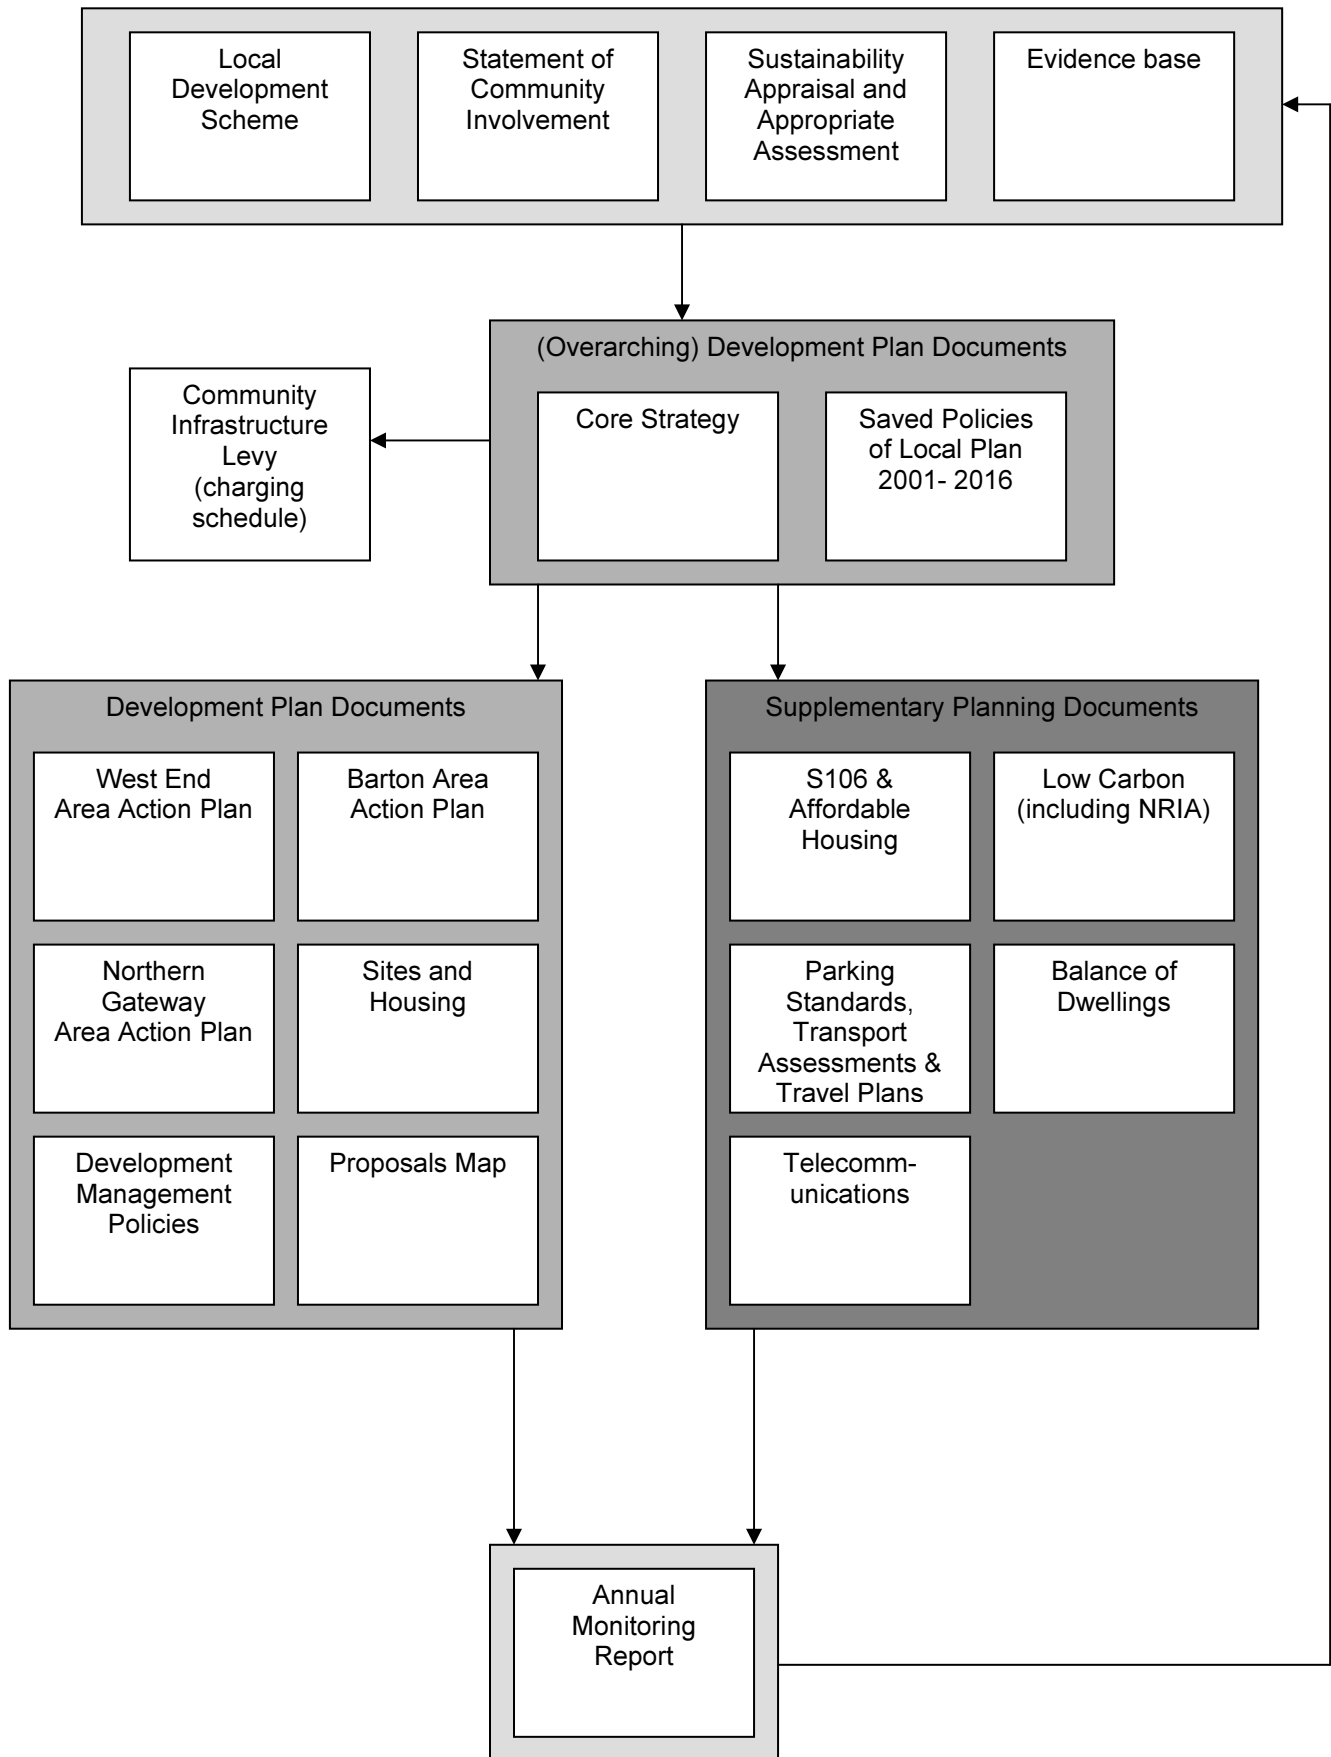 Local
Development
Scheme
Statement of
Community
Involvement
Sustainability
Appraisal and
Appropriate
Assessment
Evidence base
(Overarching) Development Plan Documents
Community
Infrastructure
Levy
(charging
schedule)
Core Strategy
Saved Policies
of Local Plan
2001- 2016
Development Plan Documents
West End
Area Action Plan
Barton Area
Action Plan
Northern
Gateway
Area Action Plan
Sites and
Housing
Development
Management
Policies
Proposals Map
Supplementary Planning Documents
S106 &
Affordable
Housing
Low Carbon
(including NRIA)
Parking
Standards,
Transport
Assessments &
Travel Plans
Balance of
Dwellings
Telecomm-
unications
Annual
Monitoring
Report